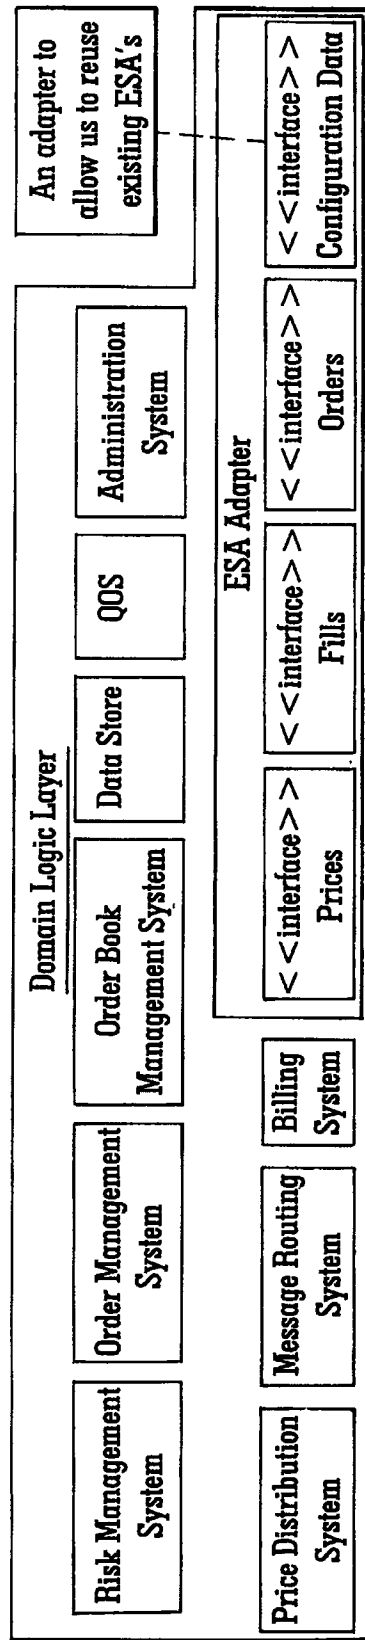 Domain Logic Layer
Risk Management
System
Order Management
System
Order Book
Management System
Data Store
QOS
Administration
System
An adapter to
allow us to reuse
existing ESA's
Price Distribution
System
Message Routing
System
Billing
System
ESA Adapter
< <interface> >
Prices
< <interface> >
Fills
< <interface> >
Orders
< <interface> >
Configuration Data